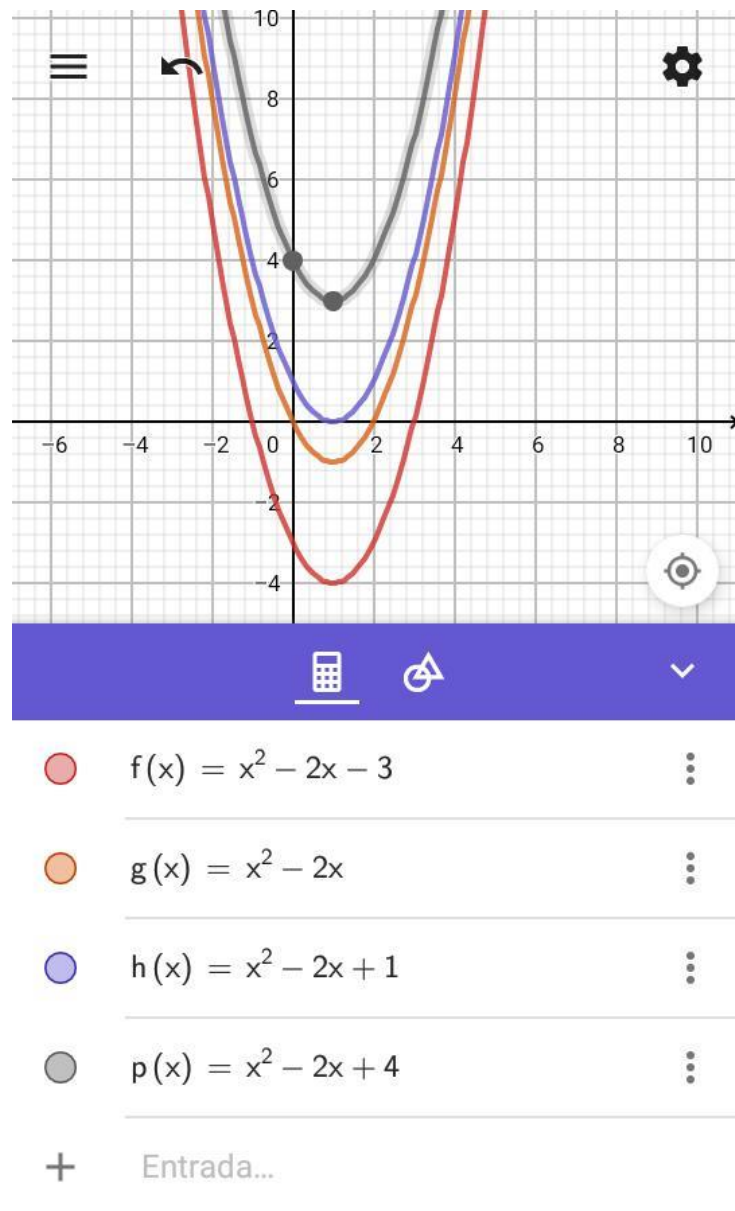 10
8
6
4
2
−6 −4 −2 0 2 4 6 8 10
−2
−4
f(x) = x² − 2x − 3
g(x) = x² − 2x
h(x) = x² − 2x + 1
p(x) = x² − 2x + 4
+ Entrada...